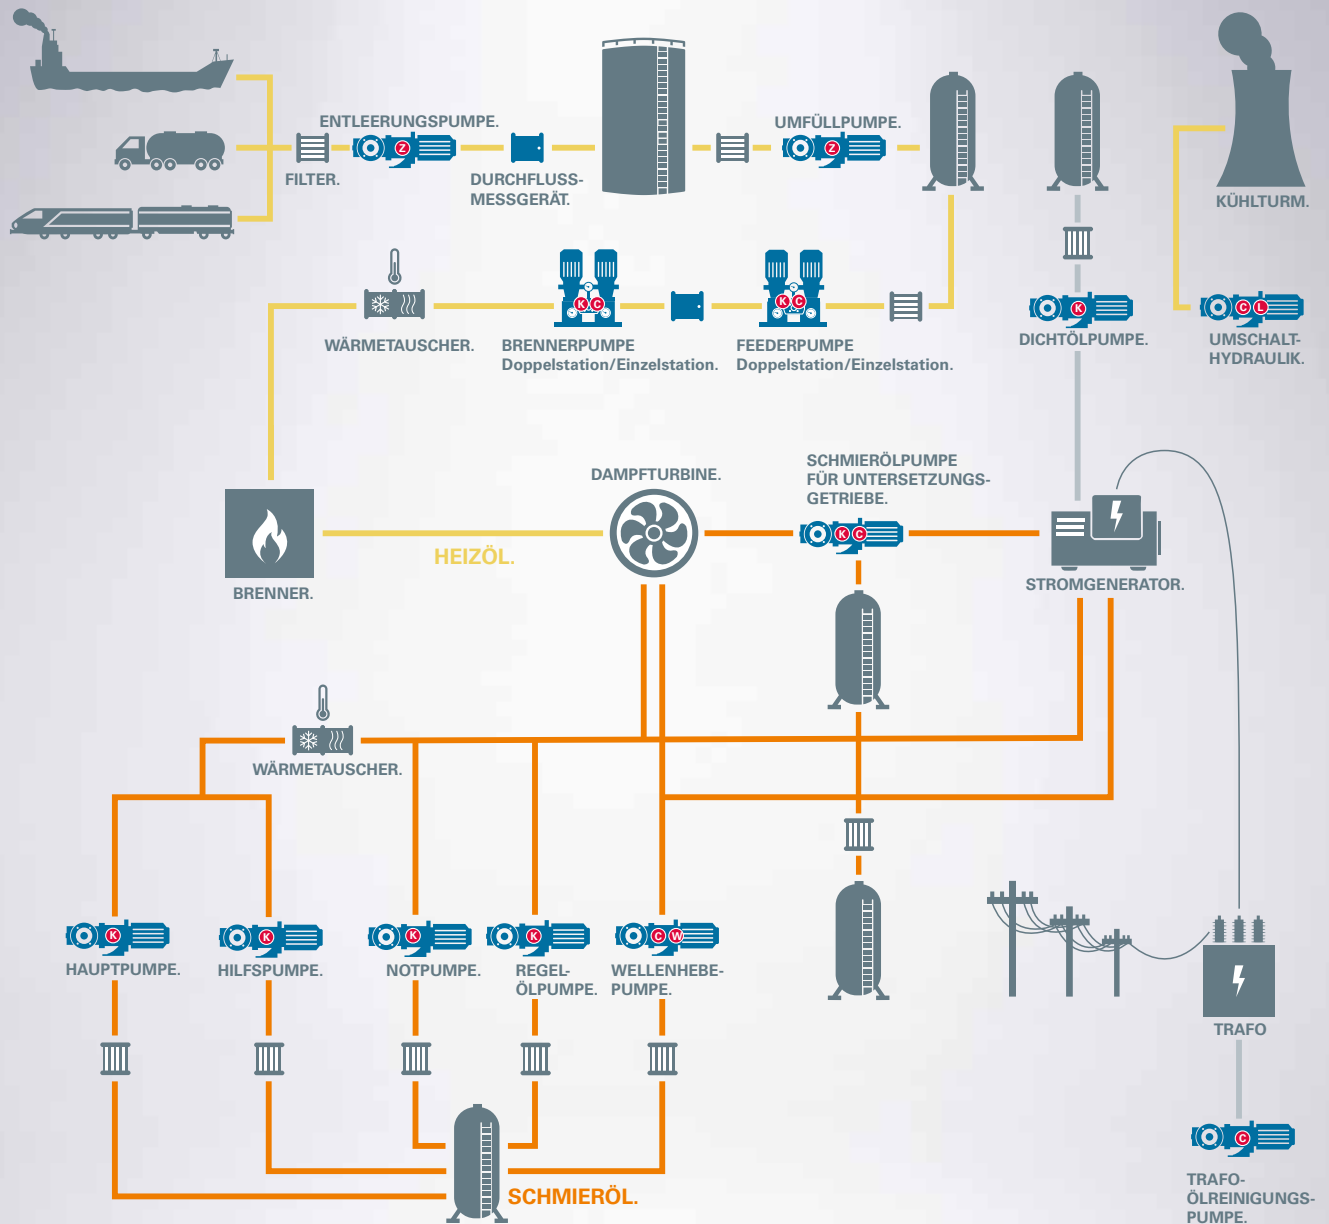 ENTLEERUNGSPUMPE.
Z
FILTER.
DURCHFLUSS-
MESSGERÄT.
UMFÜLLPUMPE.
Z
KÜHLTURM.
WÄRMETAUSCHER.
K C
BRENNERPUMPE
Doppelstation/Einzelstation.
K C
FEEDERPUMPE
Doppelstation/Einzelstation.
K
DICHTÖLPUMPE.
C L
UMSCHALT-
HYDRAULIK.
DAMPFTURBINE.
SCHMIERÖLPUMPE
FÜR UNTERSETZUNGS-
GETRIEBE.
K C
HEIZÖL.
BRENNER.
STROMGENERATOR.
WÄRMETAUSCHER.
K
HAUPTPUMPE.
K
HILFSPUMPE.
K
NOTPUMPE.
K
REGEL-
ÖLPUMPE.
C W
WELLENHEBE-
PUMPE.
TRAFO
C
TRAFO-
ÖLREINIGUNGS-
PUMPE.
SCHMIERÖL.